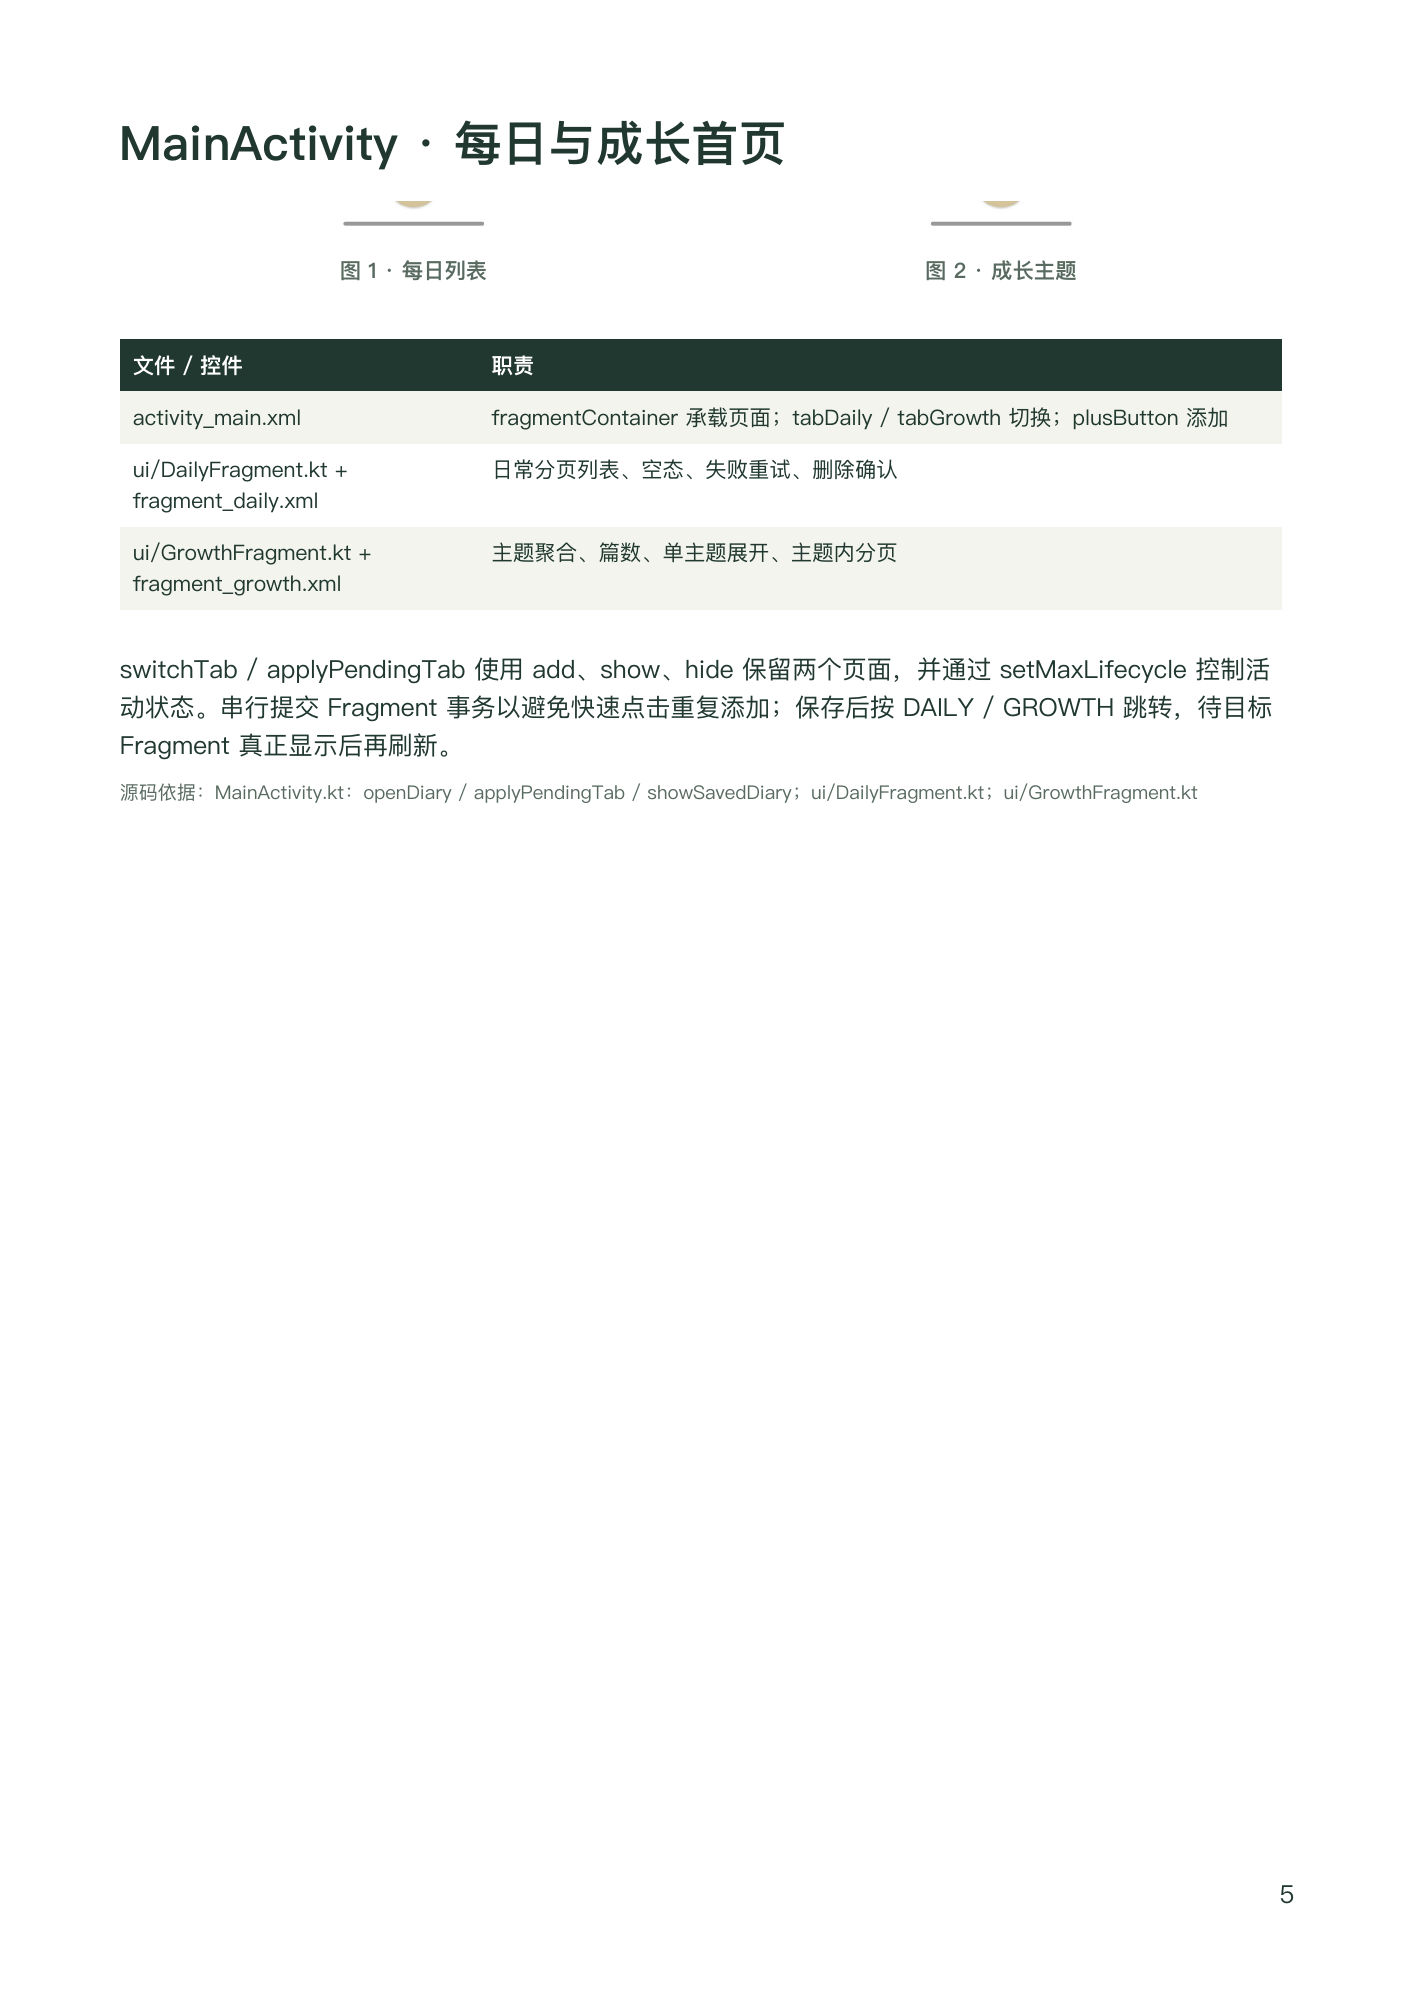 MainActivity · 每日与成长首页
图 1 · 每日列表
图 2 · 成长主题
文件 / 控件 职责
activity_main.xml fragmentContainer 承载页面；tabDaily / tabGrowth 切换；plusButton 添加
ui/DailyFragment.kt + 日常分页列表、空态、失败重试、删除确认
fragment_daily.xml
ui/GrowthFragment.kt + 主题聚合、篇数、单主题展开、主题内分页
fragment_growth.xml
switchTab / applyPendingTab 使用 add、show、hide 保留两个页面，并通过 setMaxLifecycle 控制活
动状态。串行提交 Fragment 事务以避免快速点击重复添加；保存后按 DAILY / GROWTH 跳转，待目标
Fragment 真正显示后再刷新。
源码依据：MainActivity.kt：openDiary / applyPendingTab / showSavedDiary；ui/DailyFragment.kt；ui/GrowthFragment.kt
5